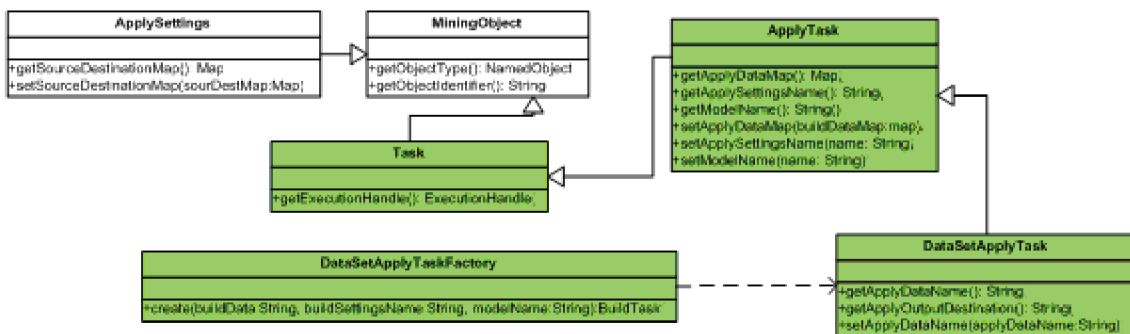 ApplySettings
+getSourceDestinationMap(): Map
+setSourceDestinationMap(sourDestMap:Map)
MiningObject
+getObjectType(): NamedObject
+getObjectIdentifier(): String
ApplyTask
+getApplyDataMap(): Map,
+getApplySettingsName(): String,
+getModelName(): String()
+setApplyDataMap(buildDataMap:map),
+setApplySettingsName(name: String,
+setModelName(name: String)
Task
+getExecutionHandle(): ExecutionHandle,
DataSetApplyTaskFactory
+create(buildData:String, buildSettingsName:String, modelName:String):BuildTask
DataSetApplyTask
+getApplyDataName(): String
+getApplyOutputDestination(): String,
+setApplyDataName(applyDataName:String)